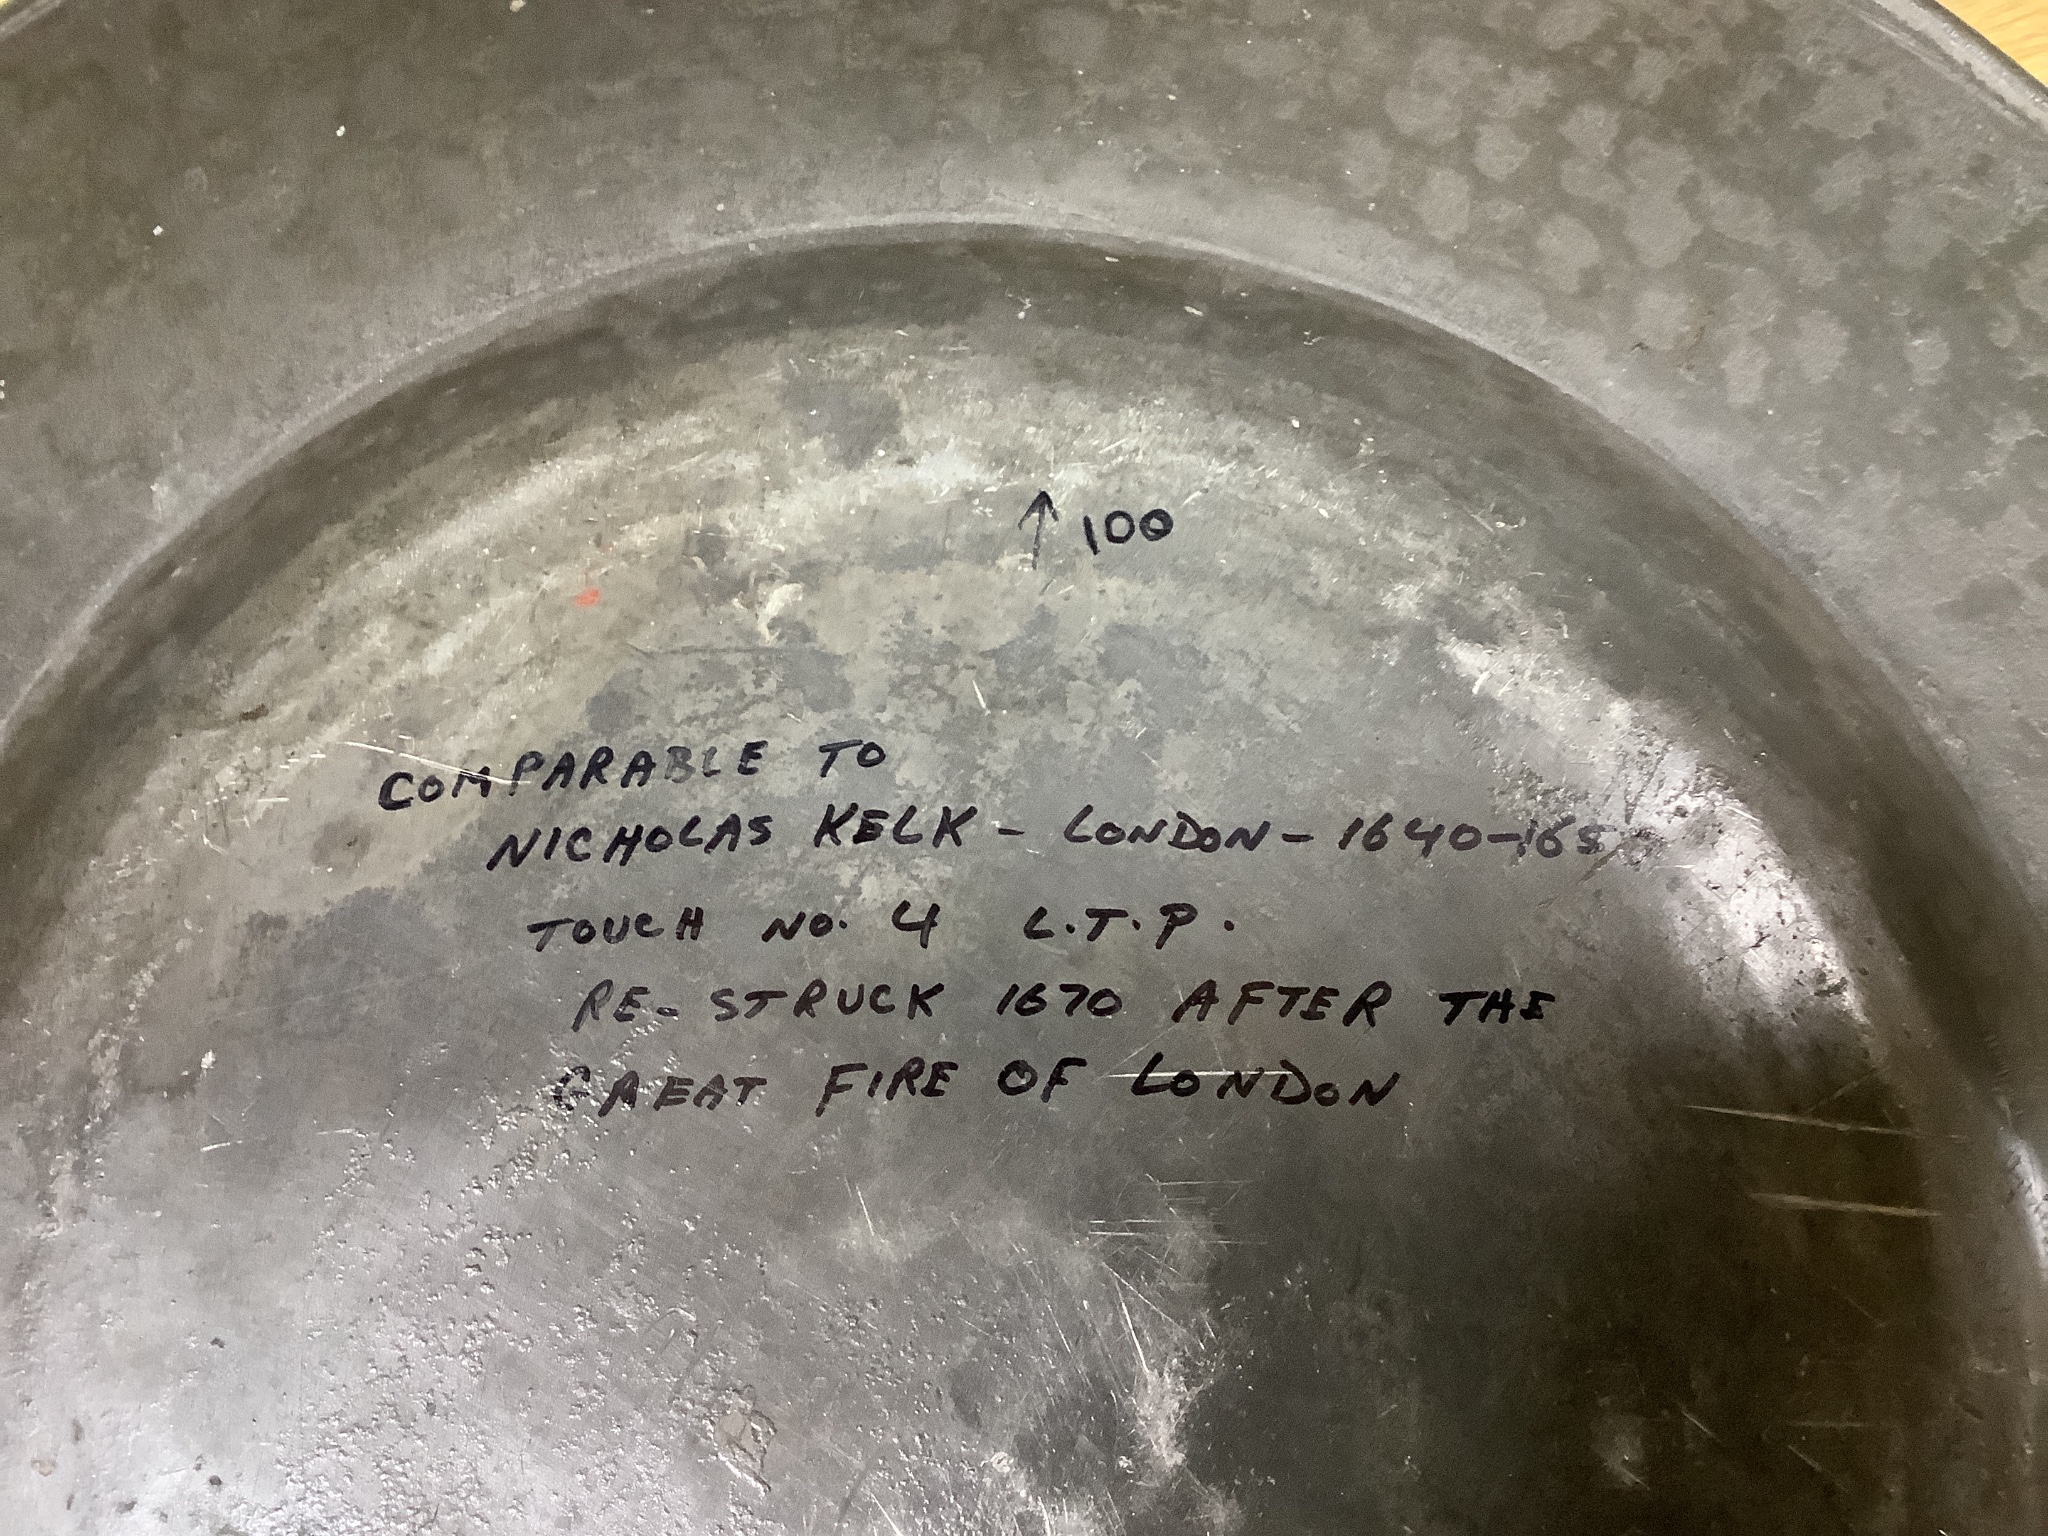 ↑ 100
COMPARABLE TO
NICHOLAS KELK - LONDON - 1640-165
TOUCH NO. 4 L.T.P.
RE-STRUCK 1670 AFTER THE
GREAT FIRE OF LONDON